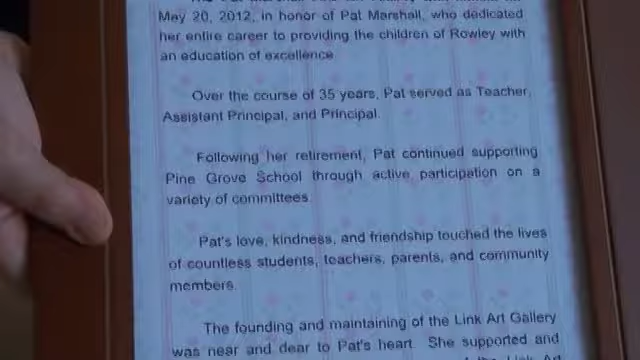 May 20, 2012, in honor of Pat Marshall, who dedicated
her entire career to providing the children of Rowley with
an education of excellence.
Over the course of 35 years, Pat served as Teacher,
Assistant Principal, and Principal.
Following her retirement, Pat continued supporting
Pine Grove School through active participation on a
variety of committees.
Pat's love, kindness, and friendship touched the lives
of countless students, teachers, parents, and community
members.
The founding and maintaining of the Link Art Gallery
was near and dear to Pat's heart. She supported and